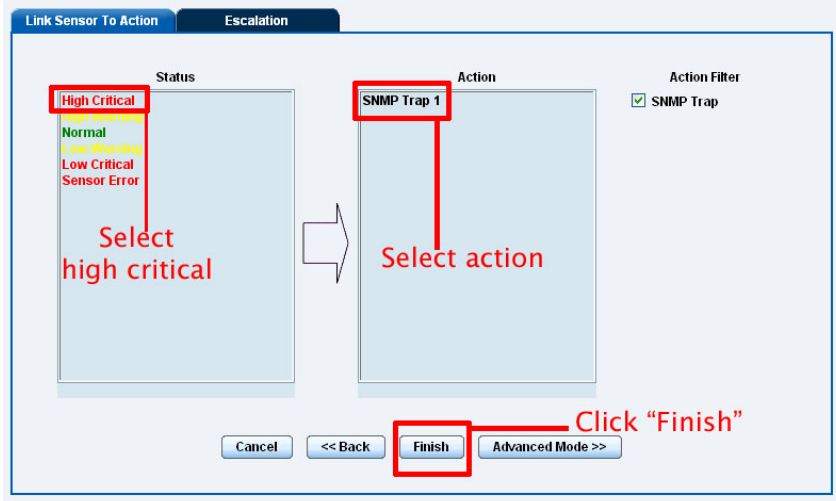 Link Sensor To Action
Escalation
Status
Action
Action Filter
High Critical
High Warning
Normal
Low Warning
Low Critical
Sensor Error
SNMP Trap 1
SNMP Trap
Select
high critical
Select action
Click “Finish”
Cancel
<< Back
Finish
Advanced Mode >>